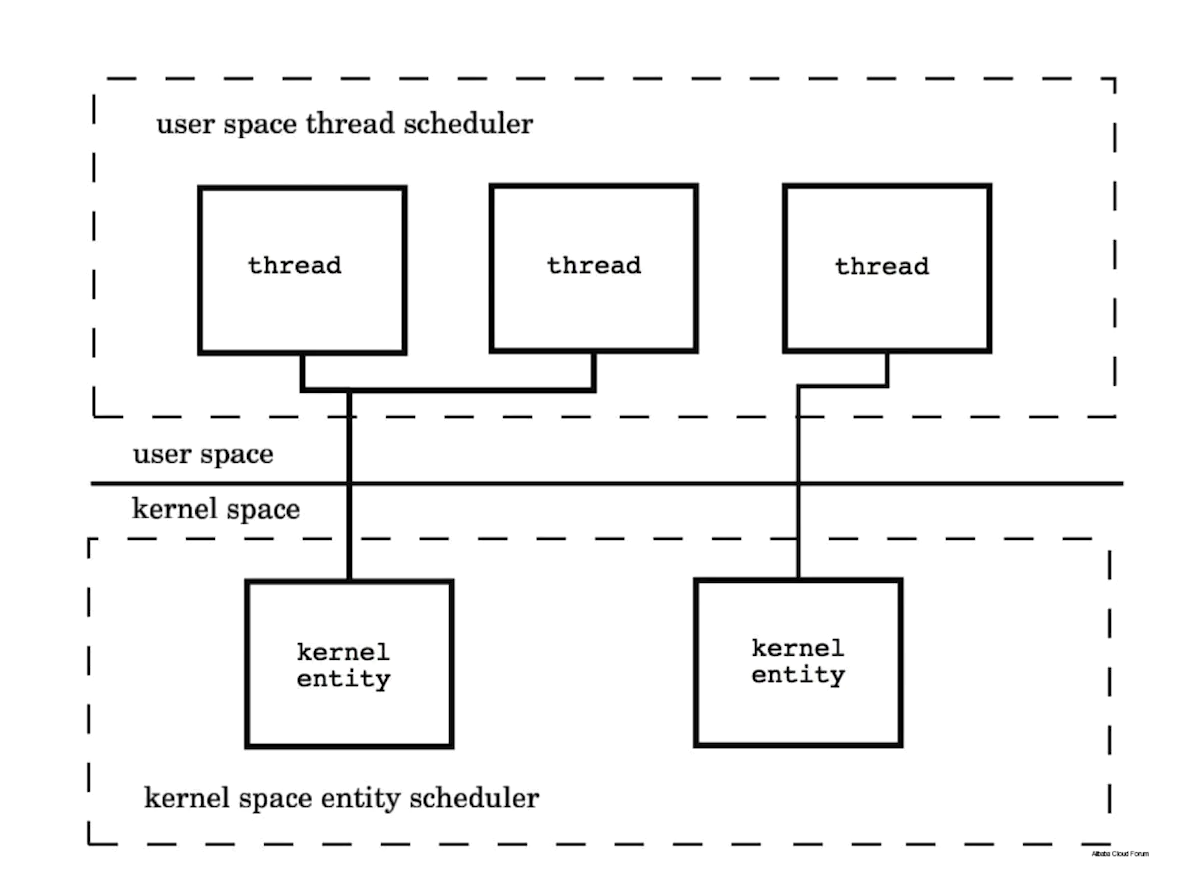 user space thread scheduler
thread
thread
thread
user space
kernel space
kernel
entity
kernel
entity
kernel space entity scheduler
Alibaba Cloud Forum